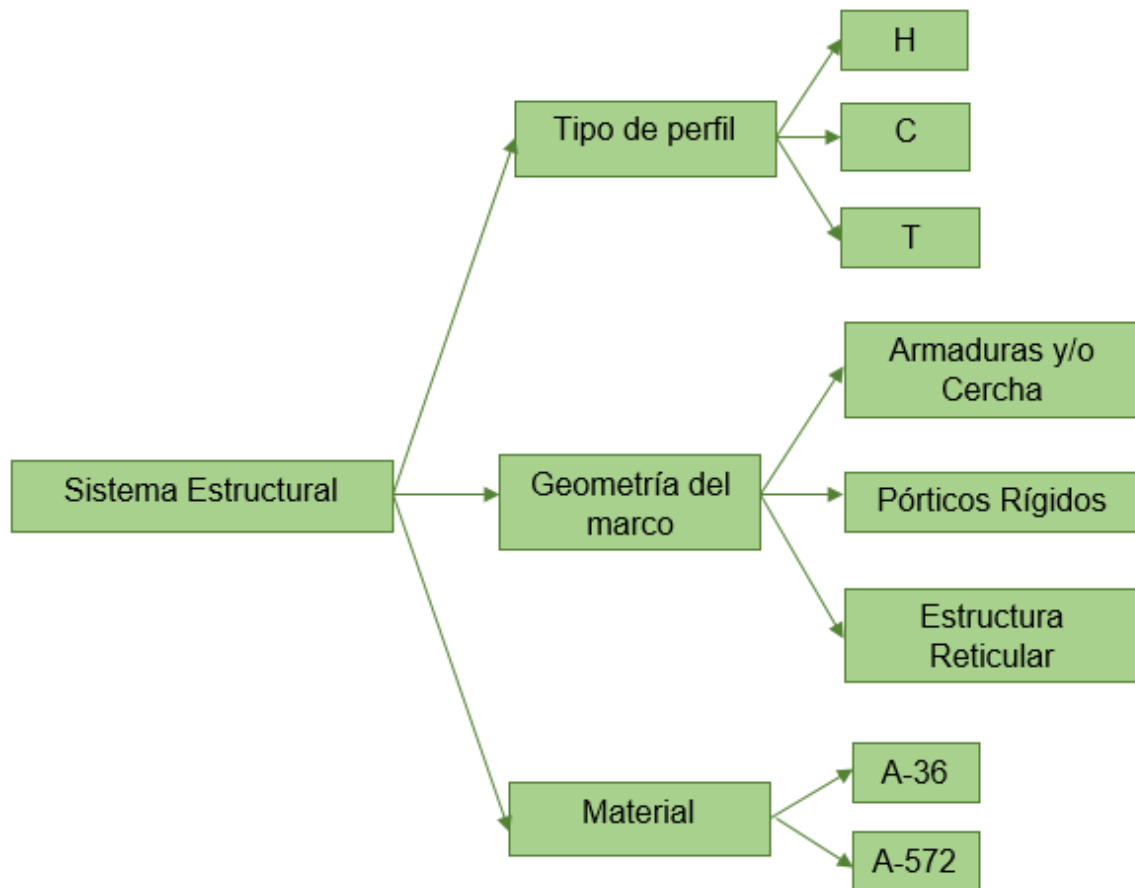 H
Tipo de perfil
C
T
Armaduras y/o
Cercha
Sistema Estructural
Geometría del
marco
Pórticos Rígidos
Estructura
Reticular
Material
A-36
A-572